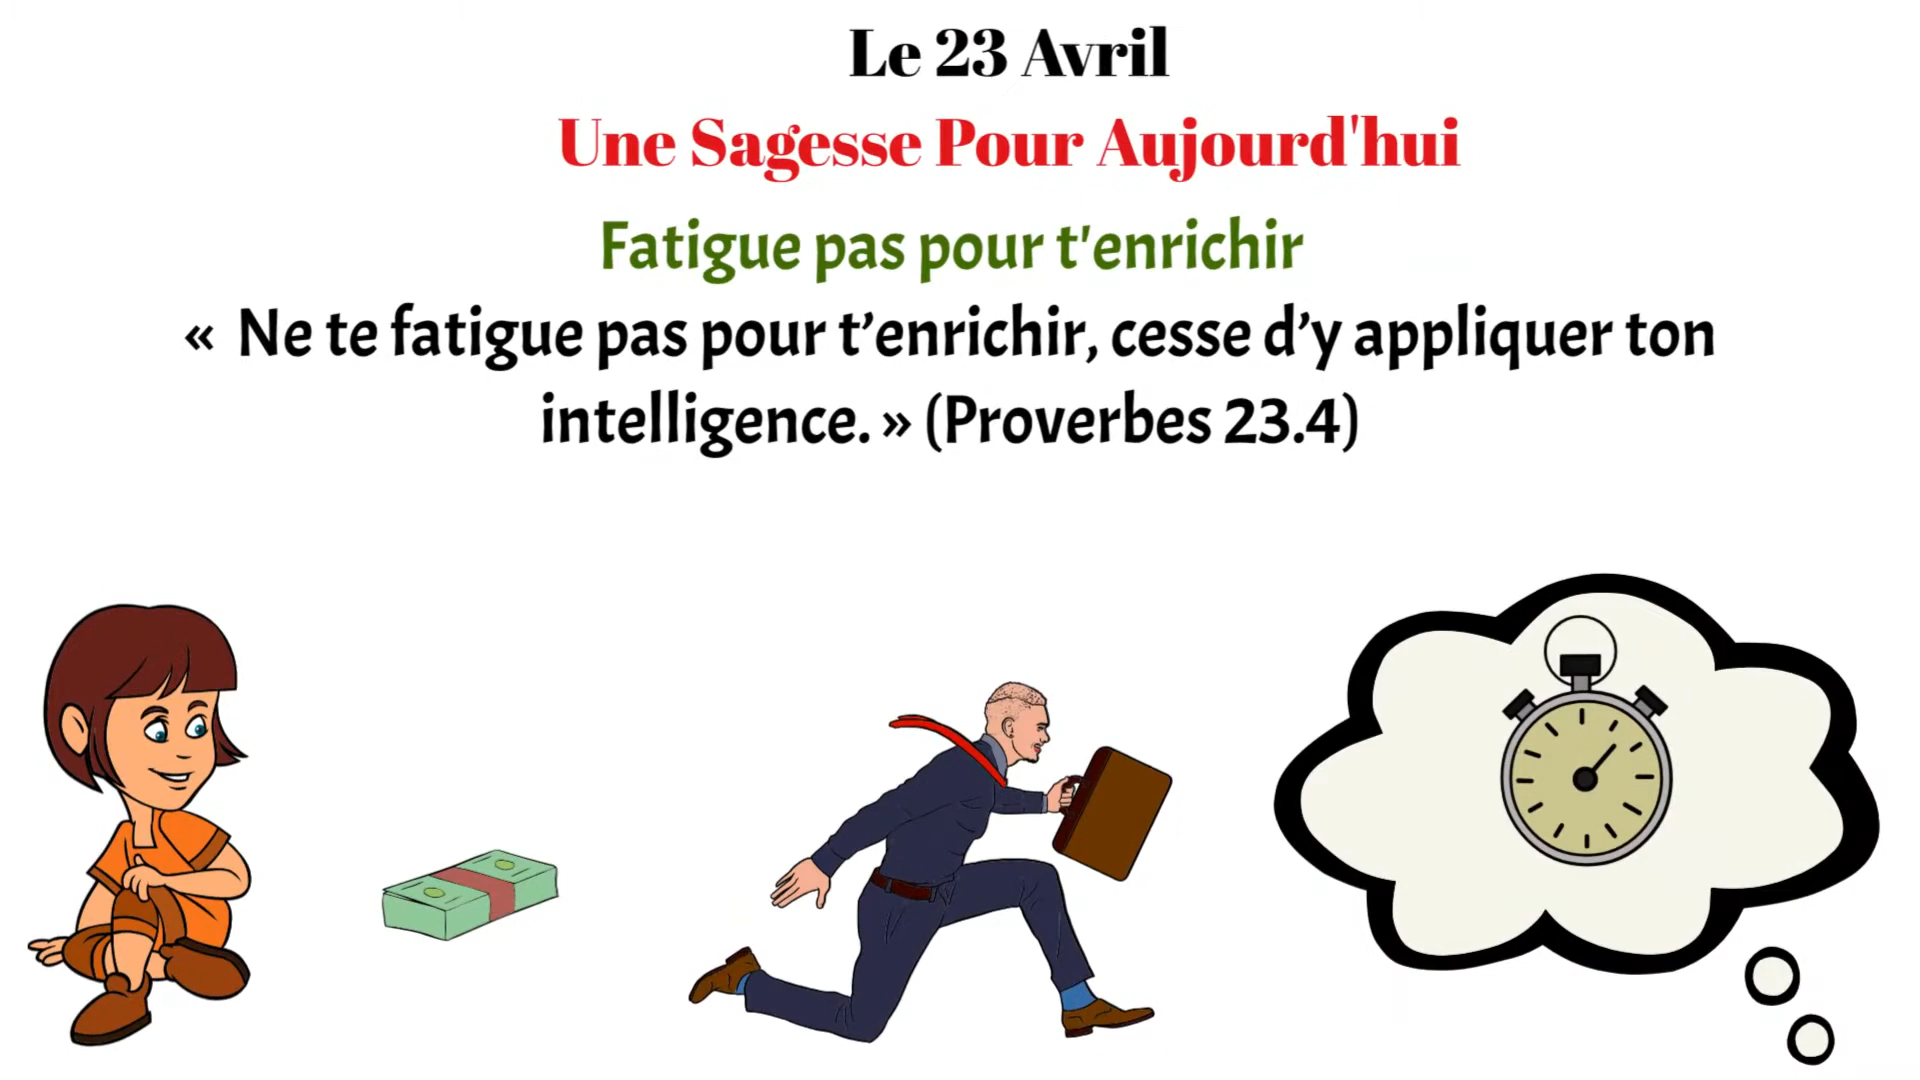 Le 23 Avril
Une Sagesse Pour Aujourd'hui
Fatigue pas pour t'enrichir
«  Ne te fatigue pas pour t’enrichir, cesse d’y appliquer ton
intelligence. » (Proverbes 23.4)